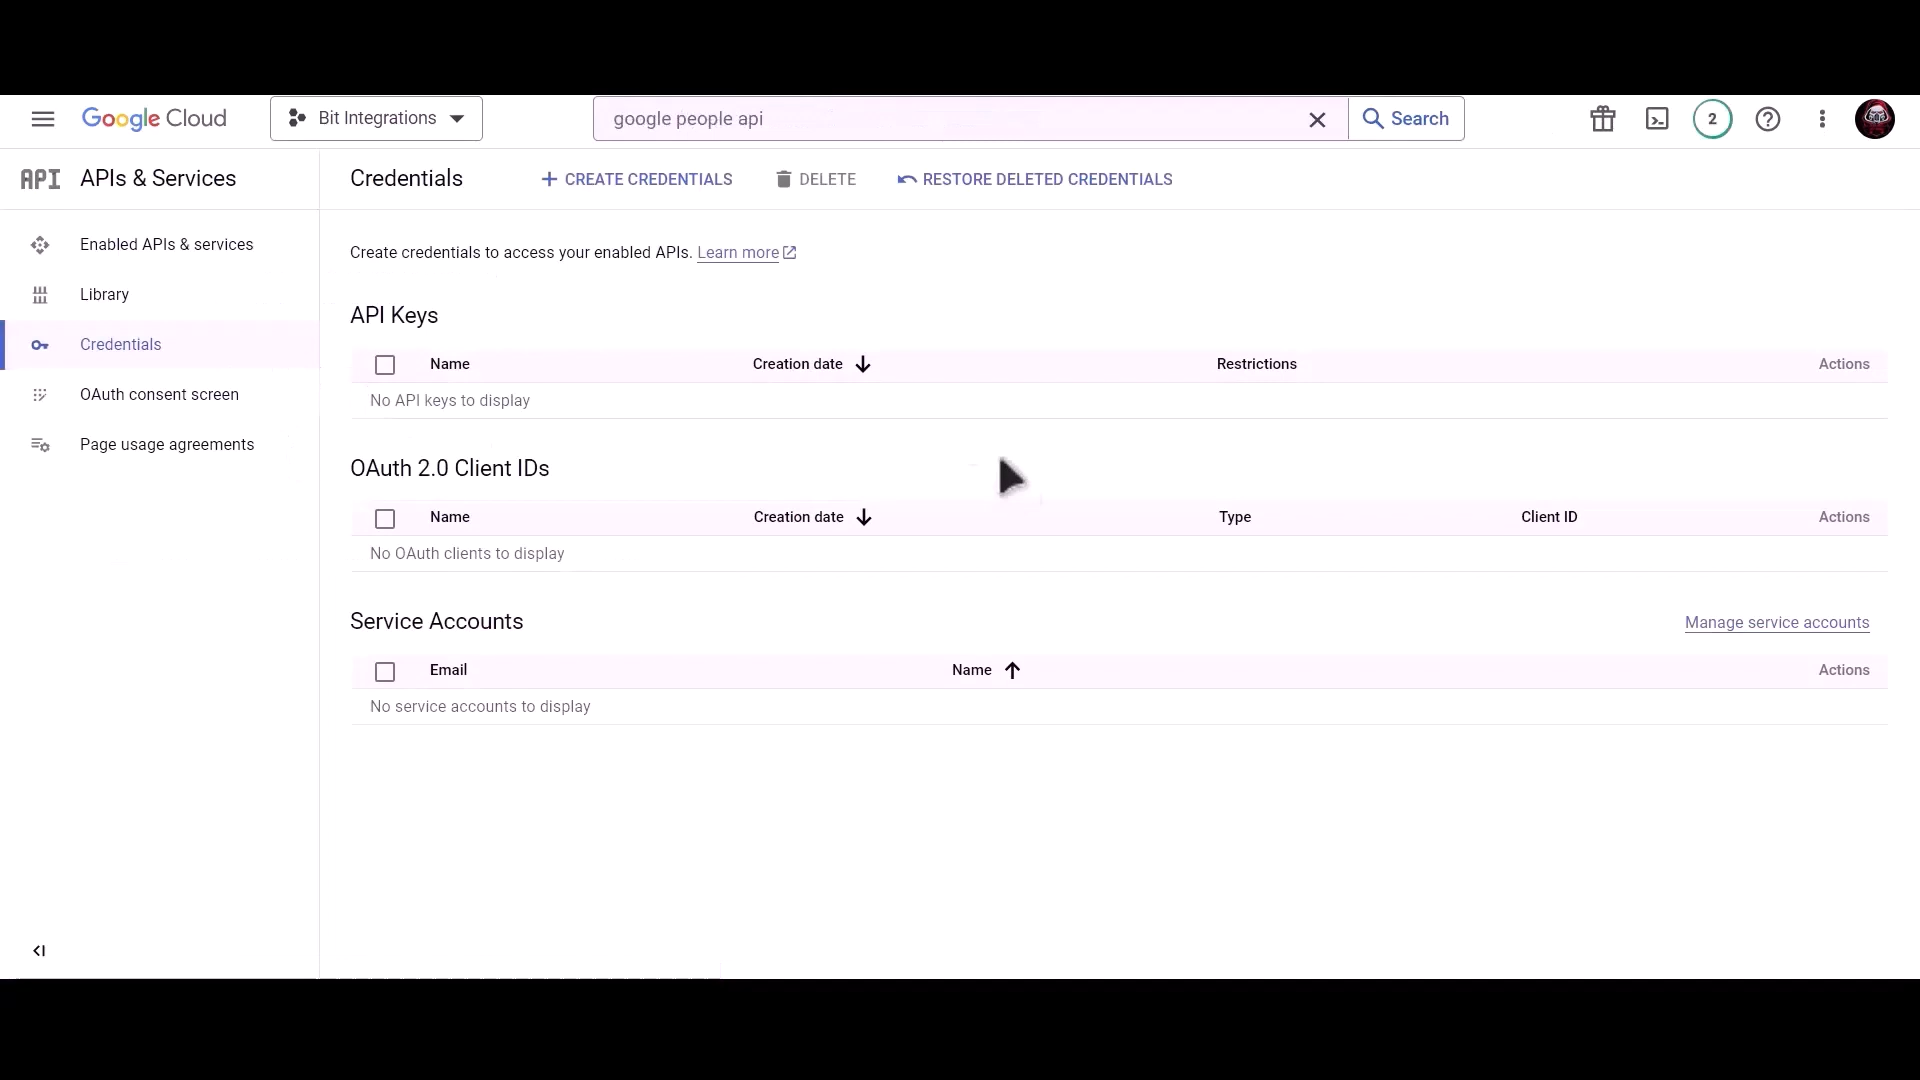 Google Cloud
Bit Integrations
google people api
Search
2
API
APIs & Services
Credentials
CREATE CREDENTIALS
DELETE
RESTORE DELETED CREDENTIALS
Enabled APIs & services
Library
Credentials
OAuth consent screen
Page usage agreements
Create credentials to access your enabled APIs. Learn more
API Keys
Name Creation date Restrictions Actions
No API keys to display
OAuth 2.0 Client IDs
Name Creation date Type Client ID Actions
No OAuth clients to display
Service Accounts
Manage service accounts
Email Name Actions
No service accounts to display